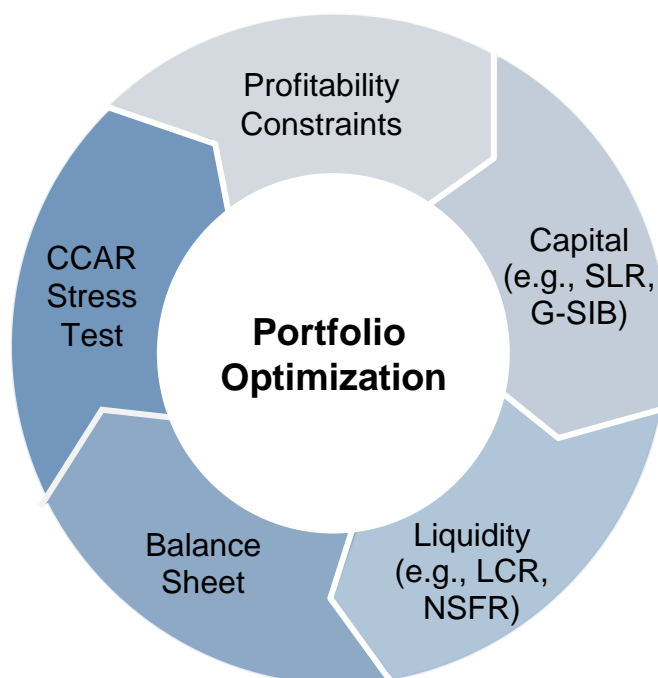 Profitability
Constraints
Capital
(e.g., SLR,
G-SIB)
Liquidity
(e.g., LCR,
NSFR)
Balance
Sheet
CCAR
Stress
Test
Portfolio
Optimization